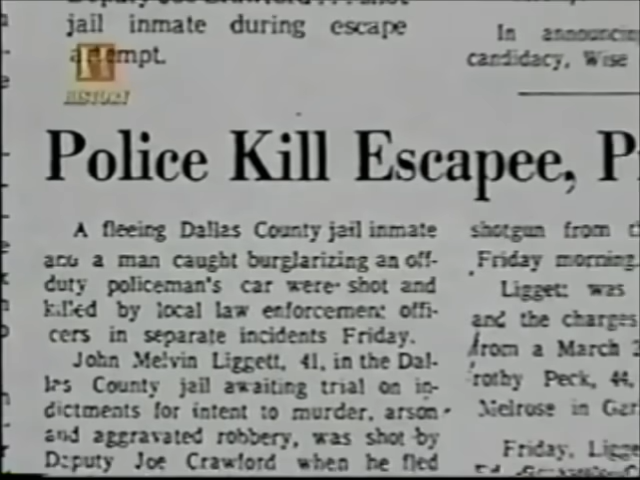 jail inmate during escape
attempt.
HISTORY
In announcing
candidacy, Wise
Police Kill Escapee,
A fleeing Dallas County jail inmate
and a man caught burglarizing an off-
duty policeman's car were shot and
killed by local law enforcement offi-
cers in separate incidents Friday.
John Melvin Liggett, 41, in the Dal-
las County jail awaiting trial on in-
dictments for intent to murder, arson
and aggravated robbery, was shot by
Deputy Joe Crawford when he fled
shotgun from
Friday morning.
Liggett was
and the charges
from a March
rothy Peck, 44,
Melrose in Gar
Friday, Ligge